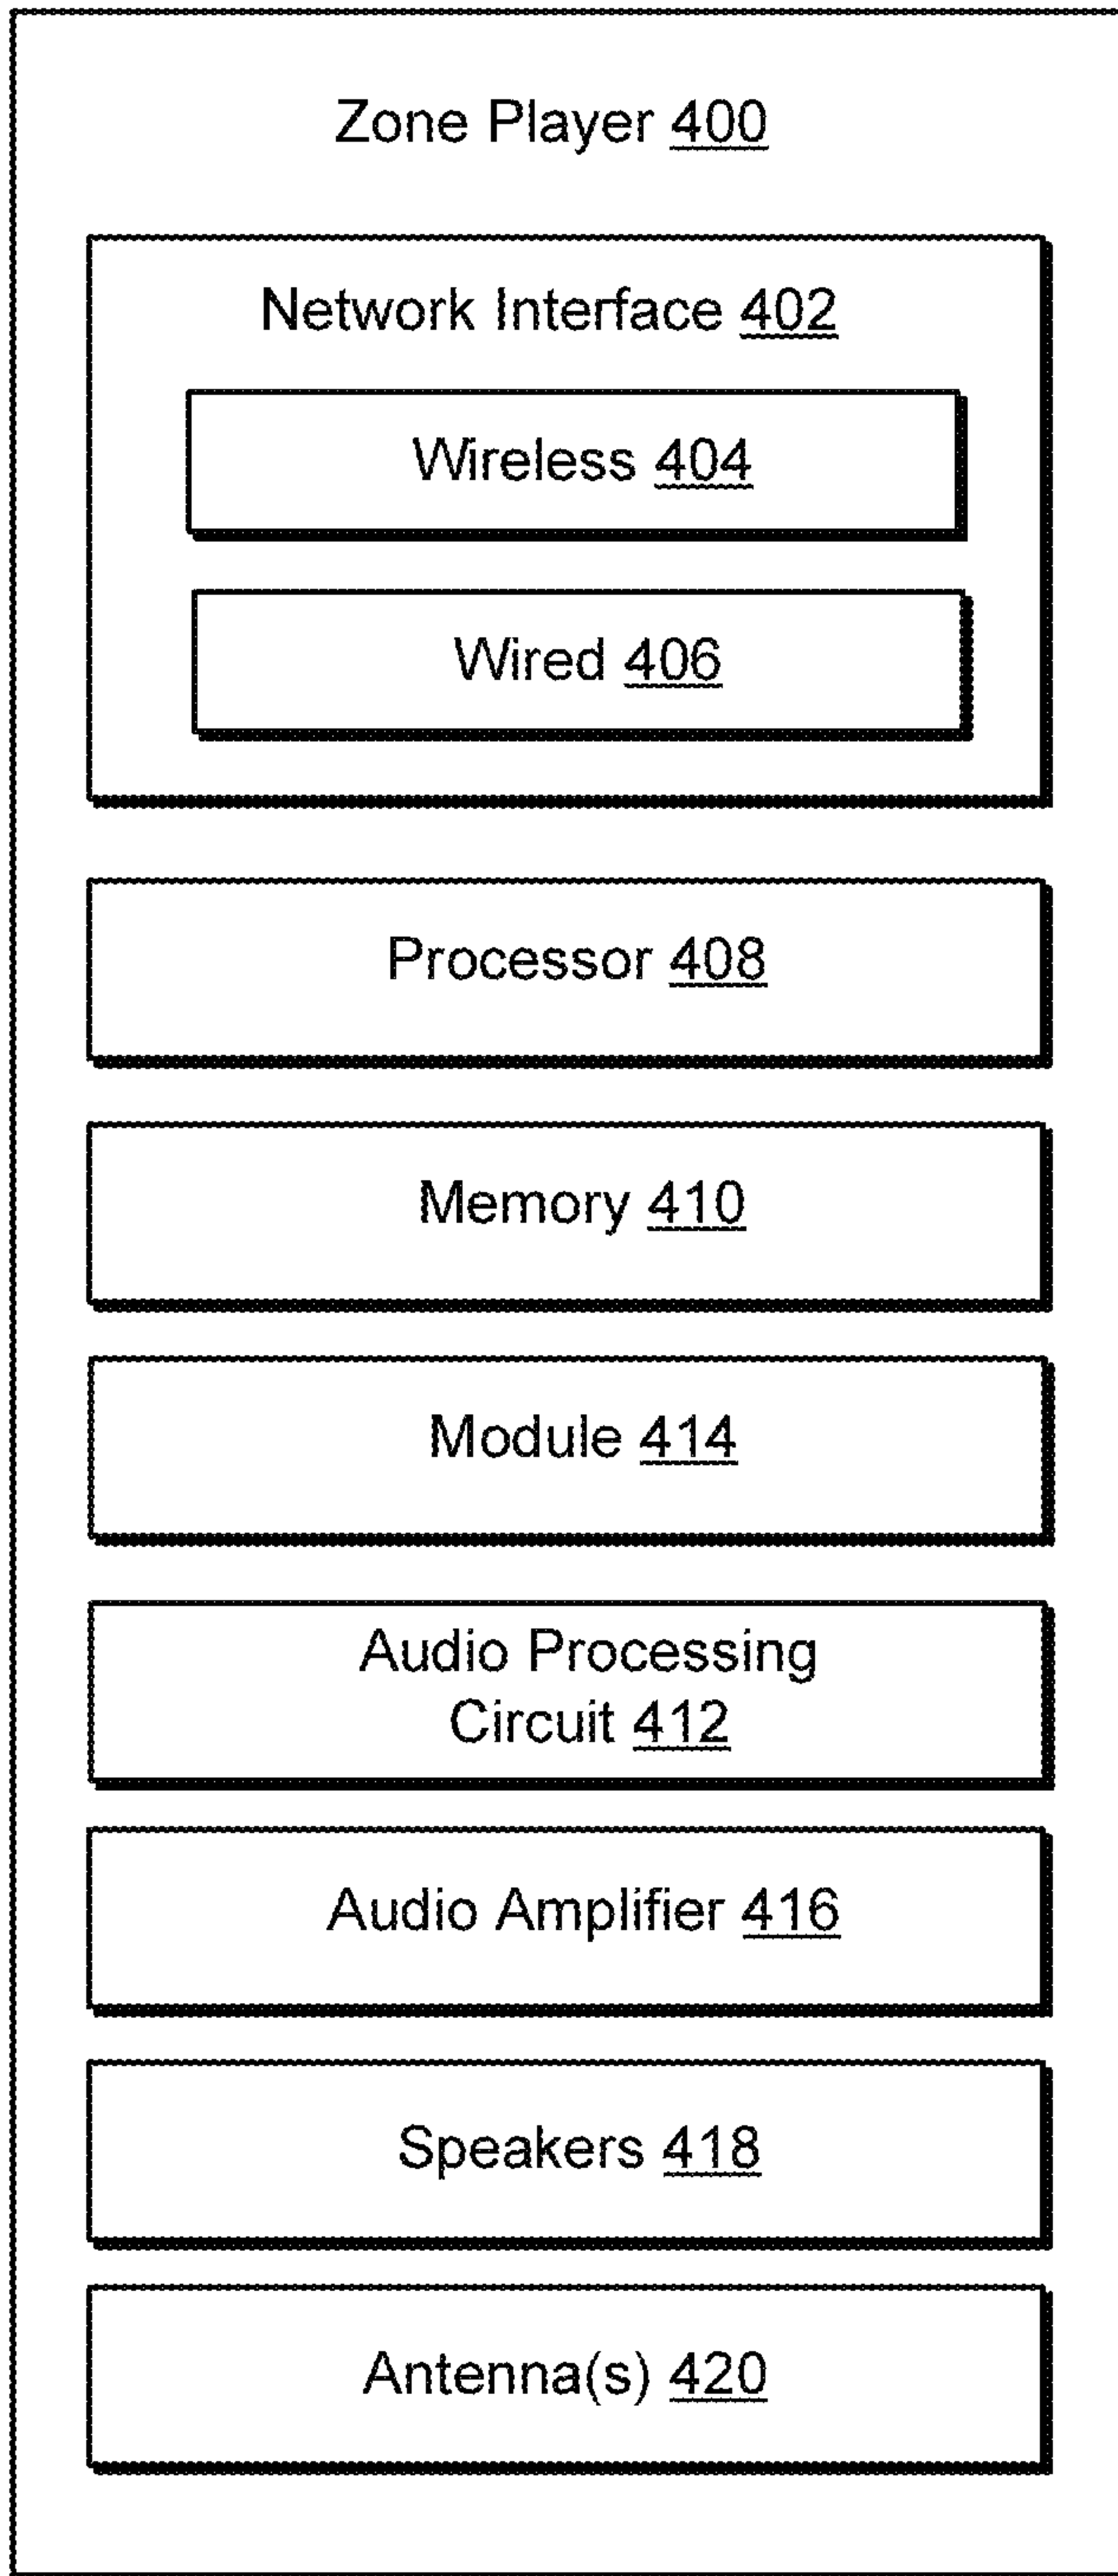 Zone Player 400
Network Interface 402
Wireless 404
Wired 406
Processor 408
Memory 410
Module 414
Audio Processing
Circuit 412
Audio Amplifier 416
Speakers 418
Antenna(s) 420